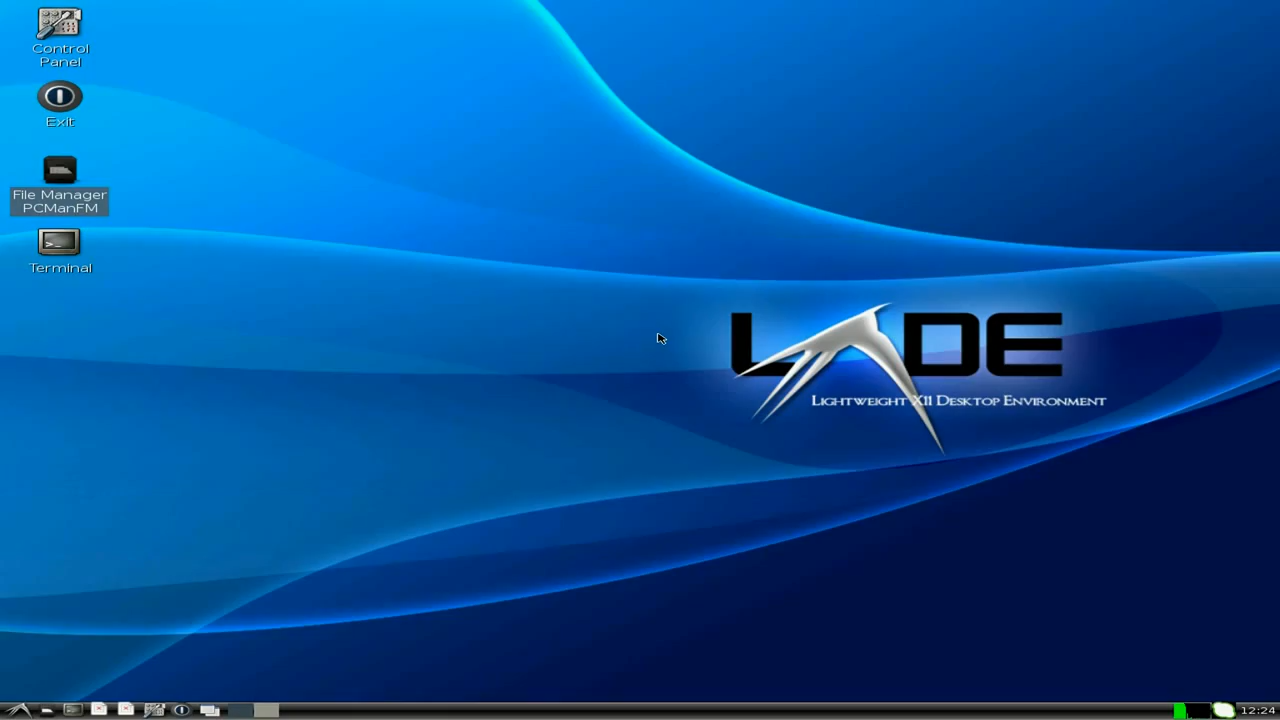 Control
Panel
Exit
File Manager
PCManFM
Terminal
LXDE
Lightweight X11 Desktop Environment
12:24